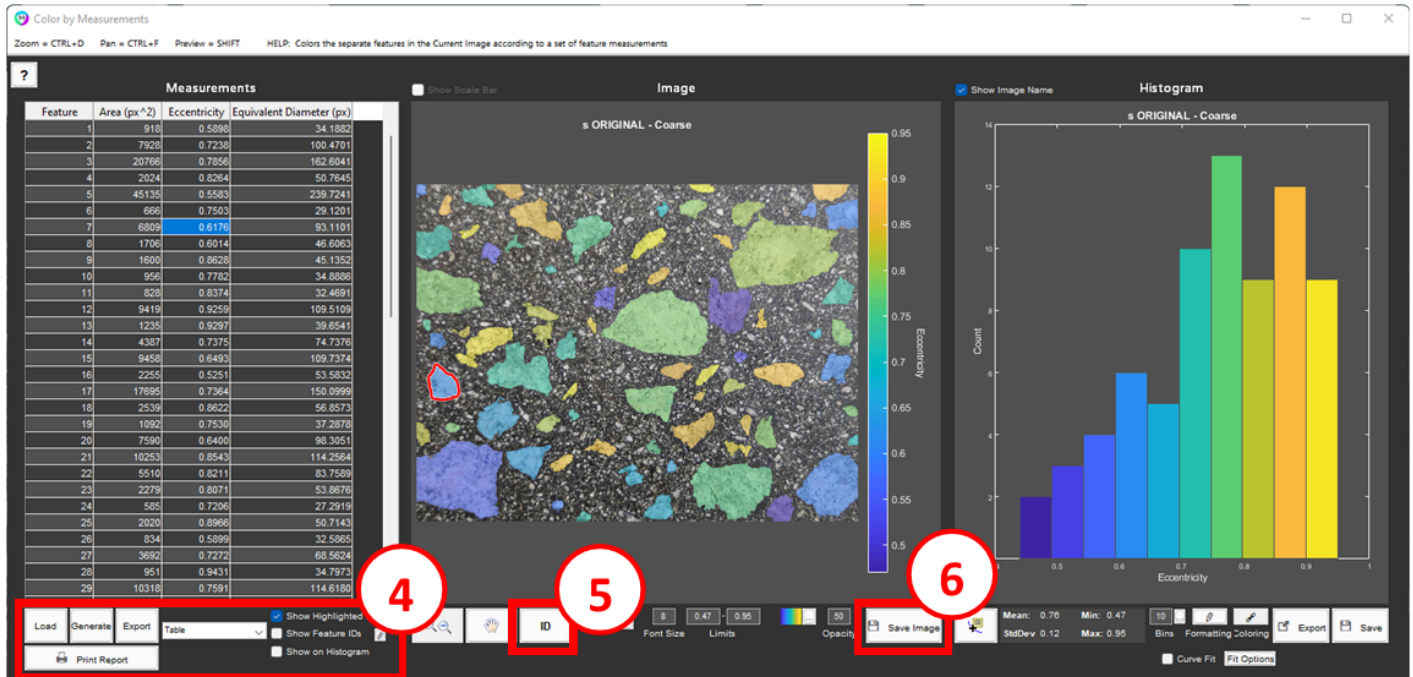 Color by Measurements
Zoom = CTRL+D Pan = CTRL+F Preview = SHIFT HELP: Colors the separate features in the Current Image according to a set of feature measurements
?
Measurements
Feature Area (px^2) Eccentricity Equivalent Diameter (px)
1 918 0.5898 34.1882
2 7928 0.7238 100.4701
3 20766 0.7856 162.6041
4 2024 0.8264 50.7645
5 45135 0.5583 239.7241
6 666 0.7503 29.1201
7 6809 0.6176 93.1101
8 1706 0.6014 46.6063
9 1600 0.8628 45.1352
10 956 0.7782 34.8886
11 828 0.8374 32.4691
12 9419 0.9259 109.5109
13 1235 0.9297 39.6541
14 4387 0.7375 74.7376
15 9458 0.6493 109.7374
16 2255 0.5251 53.5832
17 17695 0.7364 150.0999
18 2539 0.8622 56.8573
19 1092 0.7530 37.2878
20 7590 0.6400 98.3051
21 10253 0.8543 114.2564
22 5510 0.8211 83.7589
23 2279 0.8071 53.8676
24 585 0.7206 27.2919
25 2020 0.8966 50.7143
26 834 0.5899 32.5865
27 3692 0.7272 68.5624
28 951 0.9431 34.7973
29 10318 0.7591 114.6180
Load Generate Export Table
Show Highlighted
Show Feature IDs
Show on Histogram
Print Report
4
Show Scale Bar
Image
s ORIGINAL - Coarse
0.95
0.9
0.85
0.8
0.75
0.7
0.65
0.6
0.55
0.5
Eccentricity
ID
5
8 0.47 - 0.95 50
Font Size Limits Opacity
Save Image
6
Show Image Name
Histogram
s ORIGINAL - Coarse
14
12
10
8
6
4
2
Count
0.5 0.6 0.7 0.8 0.9 1
Eccentricity
Mean: 0.76 Min: 0.47
StdDev 0.12 Max: 0.95
10 ...
Bins Formatting Coloring
Export Save
Curve Fit Fit Options